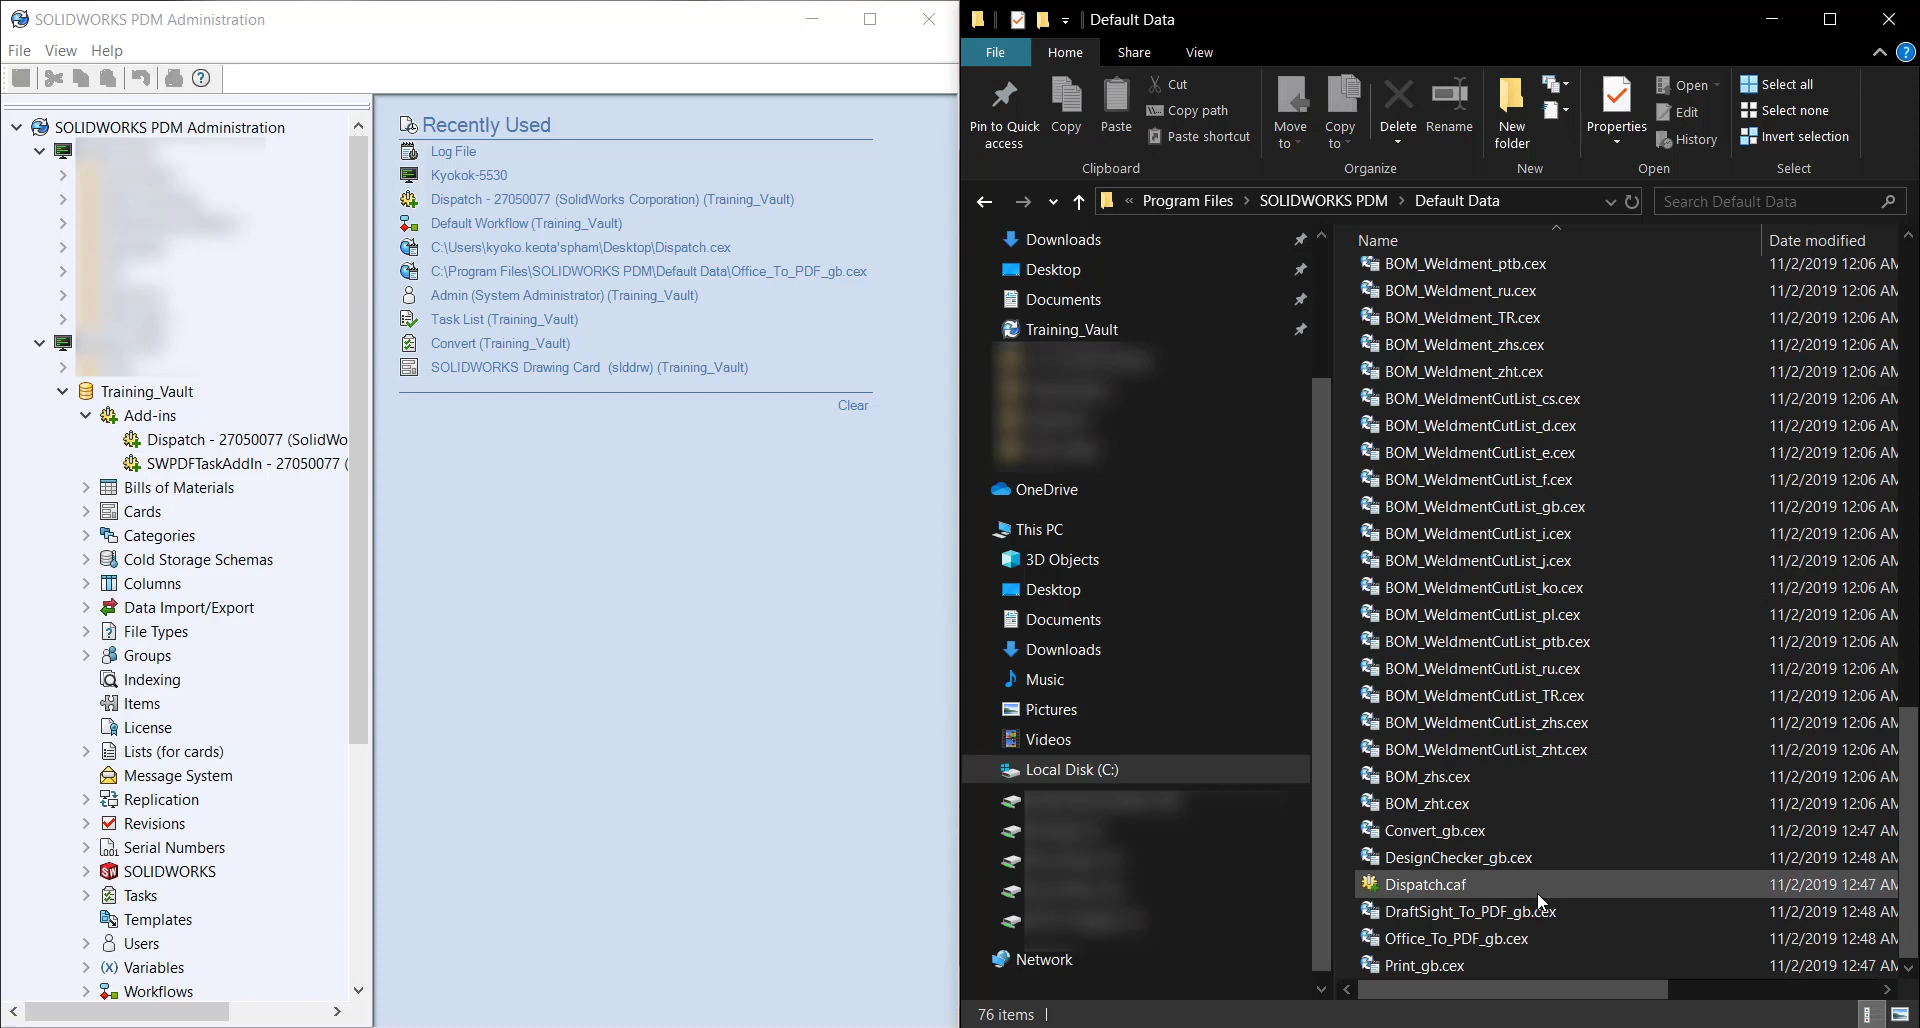 SOLIDWORKS PDM Administration
File View Help
SOLIDWORKS PDM Administration
Training_Vault
Add-ins
Dispatch - 27050077 (SolidWo
SWPDFTaskAddIn - 27050077 (
Bills of Materials
Cards
Categories
Cold Storage Schemas
Columns
Data Import/Export
File Types
Groups
Indexing
Items
License
Lists (for cards)
Message System
Replication
Revisions
Serial Numbers
SOLIDWORKS
Tasks
Templates
Users
Variables
Workflows
Recently Used
Log File
Kyokok-5530
Dispatch - 27050077 (SolidWorks Corporation) (Training_Vault)
Default Workflow (Training_Vault)
C:\Users\kyoko.keota'spham\Desktop\Dispatch.cex
C:\Program Files\SOLIDWORKS PDM\Default Data\Office_To_PDF_gb.cex
Admin (System Administrator) (Training_Vault)
Task List (Training_Vault)
Convert (Training_Vault)
SOLIDWORKS Drawing Card (slddrw) (Training_Vault)
Clear
Default Data
File Home Share View
Pin to Quick access
Copy
Paste
Cut
Copy path
Paste shortcut
Clipboard
Move to
Copy to
Delete
Rename
Organize
New folder
New
Properties
Open
Edit
History
Open
Select all
Select none
Invert selection
Select
« Program Files > SOLIDWORKS PDM > Default Data
Search Default Data
Downloads
Desktop
Documents
Training_Vault
OneDrive
This PC
3D Objects
Desktop
Documents
Downloads
Music
Pictures
Videos
Local Disk (C:)
Network
Name Date modified
BOM_Weldment_ptb.cex 11/2/2019 12:06 AM
BOM_Weldment_ru.cex 11/2/2019 12:06 AM
BOM_Weldment_TR.cex 11/2/2019 12:06 AM
BOM_Weldment_zhs.cex 11/2/2019 12:06 AM
BOM_Weldment_zht.cex 11/2/2019 12:06 AM
BOM_WeldmentCutList_cs.cex 11/2/2019 12:06 AM
BOM_WeldmentCutList_d.cex 11/2/2019 12:06 AM
BOM_WeldmentCutList_e.cex 11/2/2019 12:06 AM
BOM_WeldmentCutList_f.cex 11/2/2019 12:06 AM
BOM_WeldmentCutList_gb.cex 11/2/2019 12:06 AM
BOM_WeldmentCutList_i.cex 11/2/2019 12:06 AM
BOM_WeldmentCutList_j.cex 11/2/2019 12:06 AM
BOM_WeldmentCutList_ko.cex 11/2/2019 12:06 AM
BOM_WeldmentCutList_pl.cex 11/2/2019 12:06 AM
BOM_WeldmentCutList_ptb.cex 11/2/2019 12:06 AM
BOM_WeldmentCutList_ru.cex 11/2/2019 12:06 AM
BOM_WeldmentCutList_TR.cex 11/2/2019 12:06 AM
BOM_WeldmentCutList_zhs.cex 11/2/2019 12:06 AM
BOM_WeldmentCutList_zht.cex 11/2/2019 12:06 AM
BOM_zhs.cex 11/2/2019 12:06 AM
BOM_zht.cex 11/2/2019 12:06 AM
Convert_gb.cex 11/2/2019 12:47 AM
DesignChecker_gb.cex 11/2/2019 12:48 AM
Dispatch.caf 11/2/2019 12:47 AM
DraftSight_To_PDF_gb.cex 11/2/2019 12:48 AM
Office_To_PDF_gb.cex 11/2/2019 12:48 AM
Print_gb.cex 11/2/2019 12:47 AM
76 items